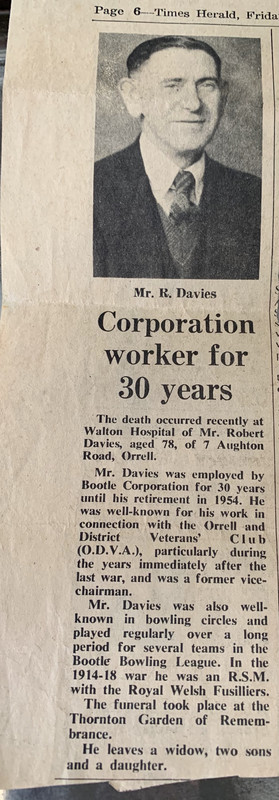 Page 6—Times Herald, Frida
Mr. R. Davies
Corporation
worker for
30 years
The death occurred recently at
Walton Hospital of Mr. Robert
Davies, aged 78, of 7 Aughton
Road, Orrell.
Mr. Davies was employed by
Bootle Corporation for 30 years
until his retirement in 1954. He
was well-known for his work in
connection with the Orrell and
District Veterans' Club
(O.D.V.A.), particularly during
the years immediately after the
last war, and was a former vice-
chairman.
Mr. Davies was also well-
known in bowling circles and
played regularly over a long
period for several teams in the
Bootle Bowling League. In the
1914-18 war he was an R.S.M.
with the Royal Welsh Fusilliers.
The funeral took place at the
Thornton Garden of Remem-
brance.
He leaves a widow, two sons
and a daughter.